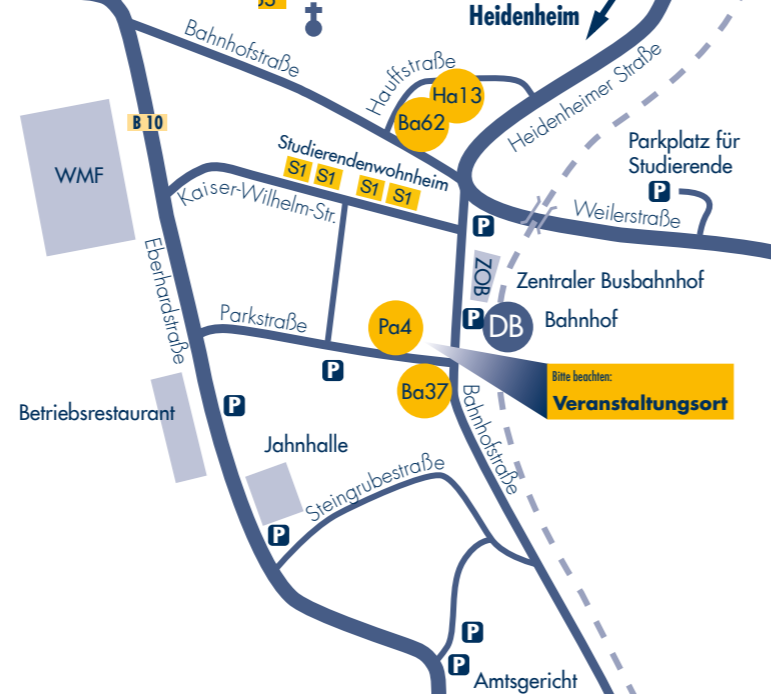 Heidenheim
Bahnhofstraße
Hauffstraße
Ha13
Ba62
Heidenheimer Straße
B 10
WMF
Studierendenwohnheim
S1 S1 S1 S1
Kaiser-Wilhelm-Str.
Parkplatz für
Studierende
P
Weilerstraße
P
ZOB
Zentraler Busbahnhof
Eberhardstraße
Parkstraße
Pa4
P
DB
Bahnhof
P
Bitte beachten:
Veranstaltungsort
Ba37
Bahnhofstraße
P
Betriebsrestaurant
Jahnhalle
Steingrubestraße
P
P
P
Amtsgericht